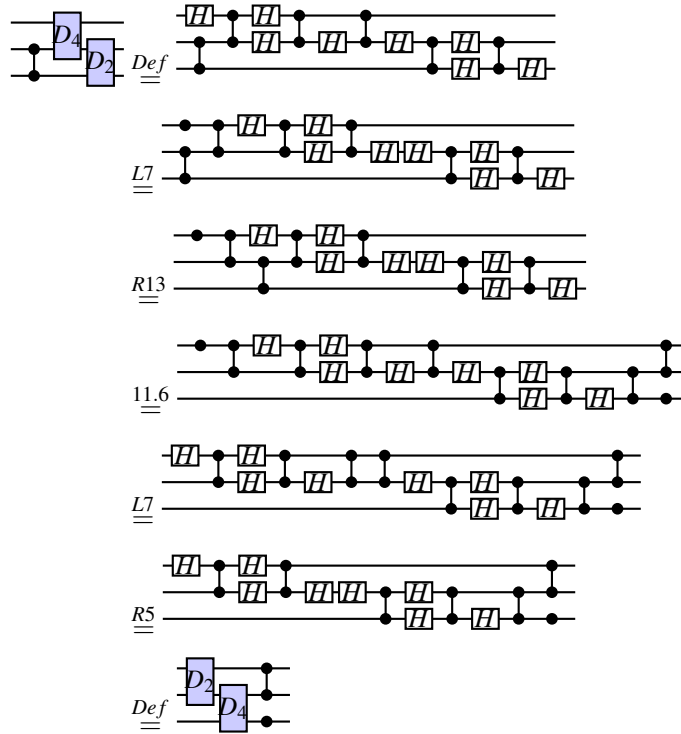 D₄ H H
D₂ H H H H
Def = H H
H H
H H H H
L7 = H H
H H
H H H H
R13 = H H
H H
H H H H
11.6 = H H
H H
H H H H
L7 = H H
H H
H H H H
R5 = H H
D₂
Def = D₄